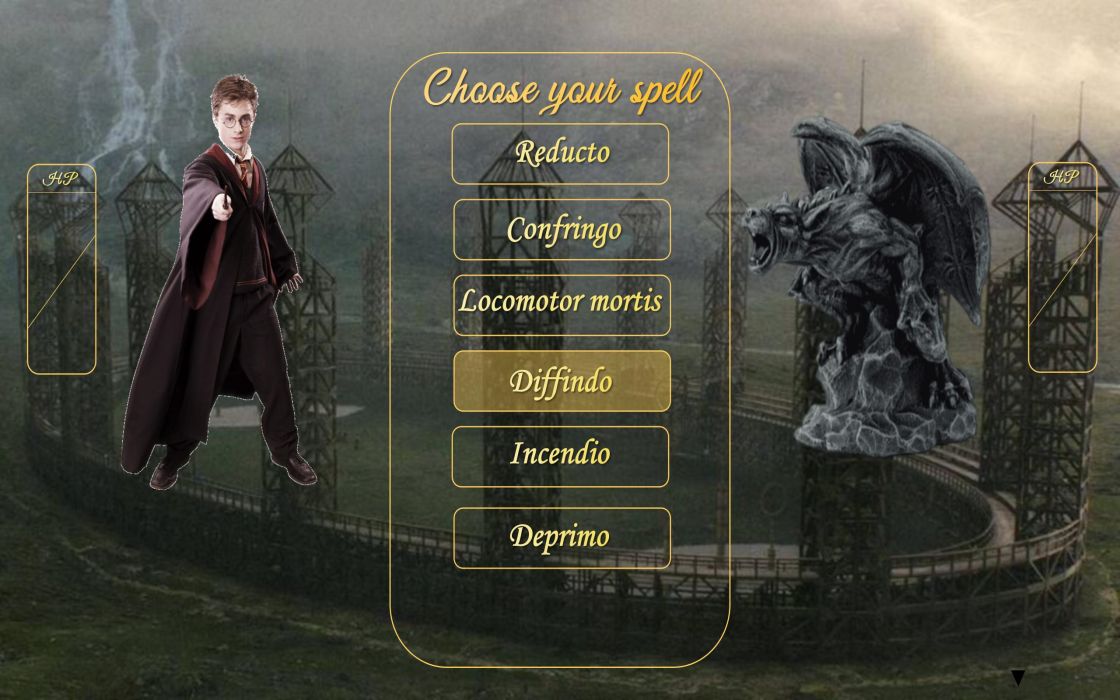 Choose your spell
HP
Reducto
HP
Confringo
Locomotor mortis
Diffindo
Incendio
Deprimo